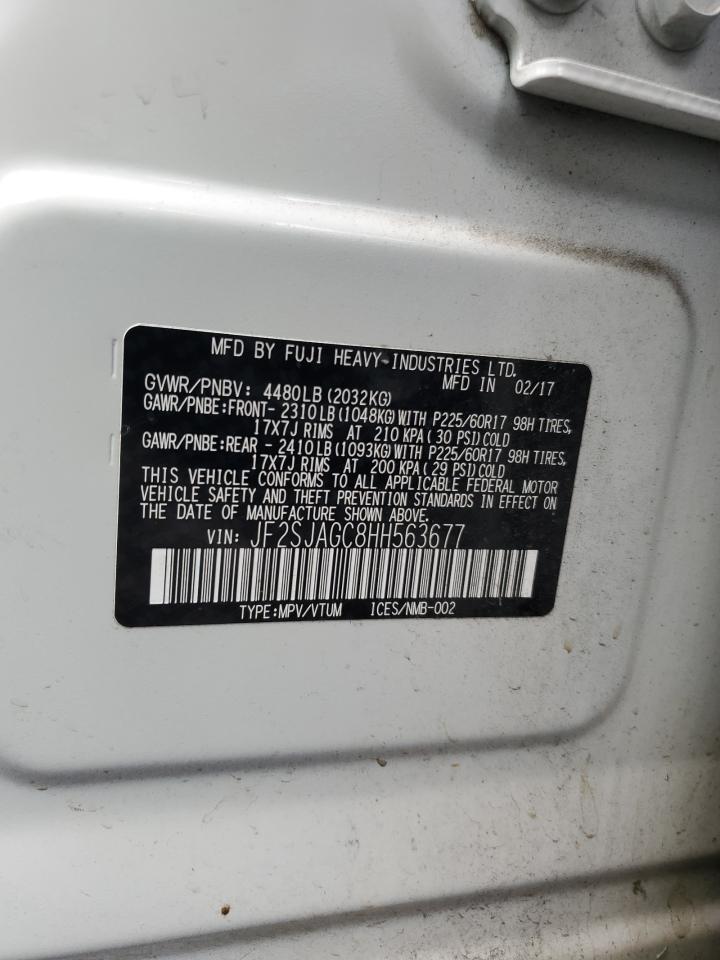 MFD BY FUJI HEAVY-INDUSTRIES LTD.
MFD IN 02/17
GVWR/PNBV: 4480LB(2032KG)
GAWR/PNBE:FRONT- 2310LB(1048KG)WITH P225/60R17 98H TIRES,
17X7J RIMS AT 210 KPA(30 PSI)COLD
GAWR/PNBE:REAR - 2410LB(1093KG)WITH P225/60R17 98H TIRES,
17X7J RIMS AT 200 KPA(29 PSI)COLD
THIS VEHICLE CONFORMS TO ALL APPLICABLE FEDERAL MOTOR
VEHICLE SAFETY AND THEFT PREVENTION STANDARDS IN EFFECT ON
THE DATE OF MANUFACTURE SHOWN ABOVE.
VIN: JF2SJAGC8HH563677
TYPE:MPV/VTUM ICES/NMB-002